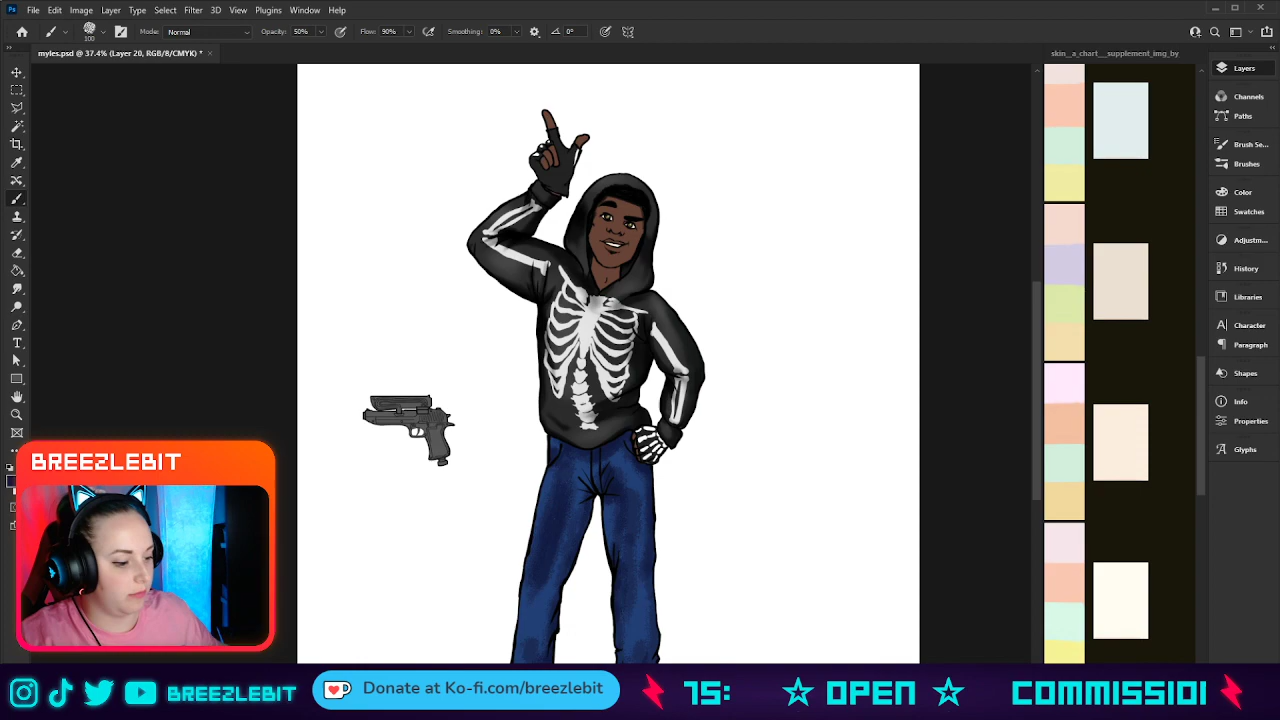 Ps File Edit Image Layer Type Select Filter 3D View Plugins Window Help
100 Mode: Normal Opacity: 50% Flow: 90% Smoothing: 0% 0°
myles.psd @ 37.4% (Layer 20, RGB/8/CMYK) * ×
skin__a_chart__supplement_img_by
Layers
Channels
Paths
Brush Se...
Brushes
Color
Swatches
Adjustm...
History
Libraries
Character
Paragraph
Shapes
Info
Properties
Glyphs
BREEZLEBIT
BREEZLEBIT Donate at Ko-fi.com/breezlebit 15: OPEN COMMISSIO